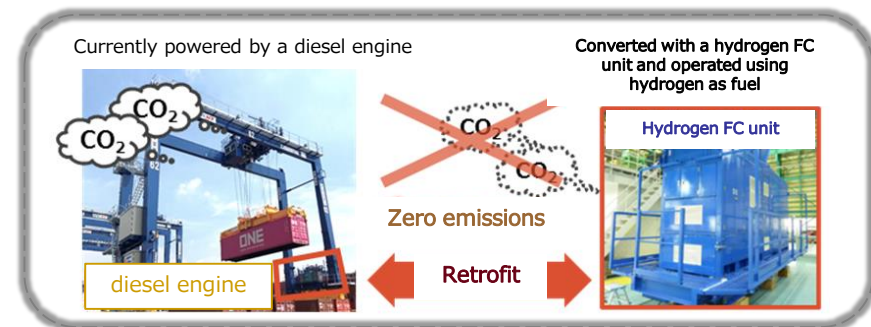 Currently powered by a diesel engine
Converted with a hydrogen FC
unit and operated using
hydrogen as fuel
CO2
CO2
CO2
CO2
Hydrogen FC unit
ONE
Zero emissions
diesel engine
Retrofit